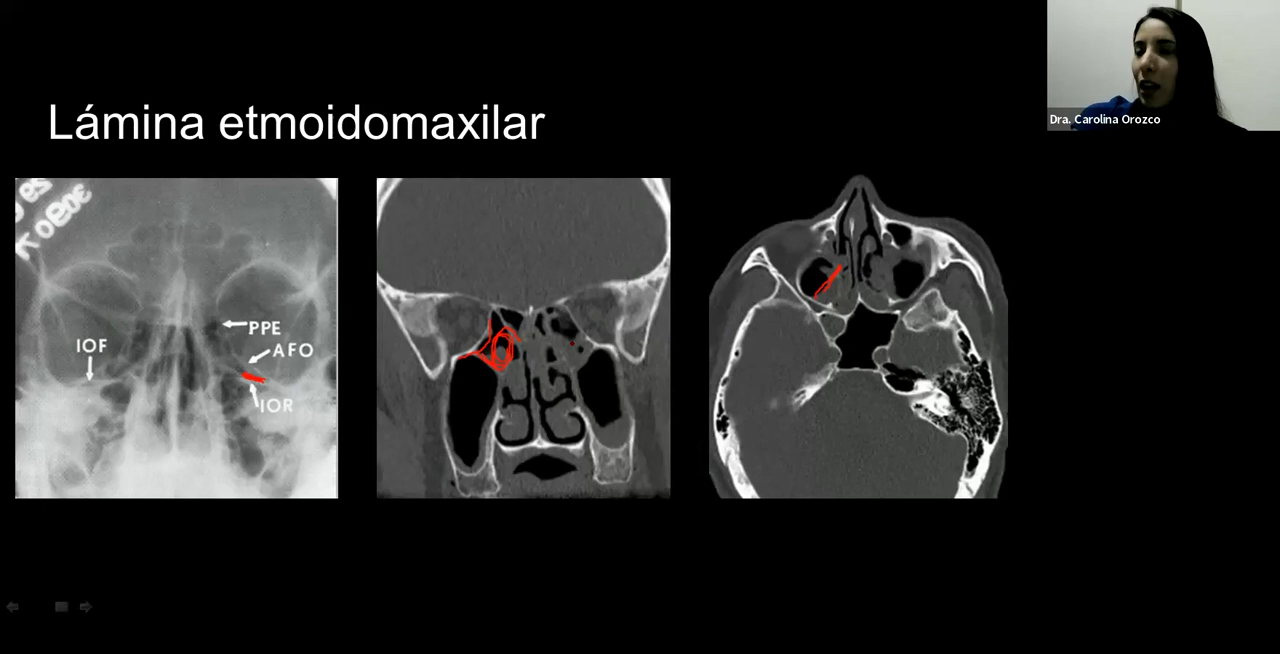 Dra. Carolina Orozco
Lámina etmoidomaxilar
PPE
IOF
AFO
IOR